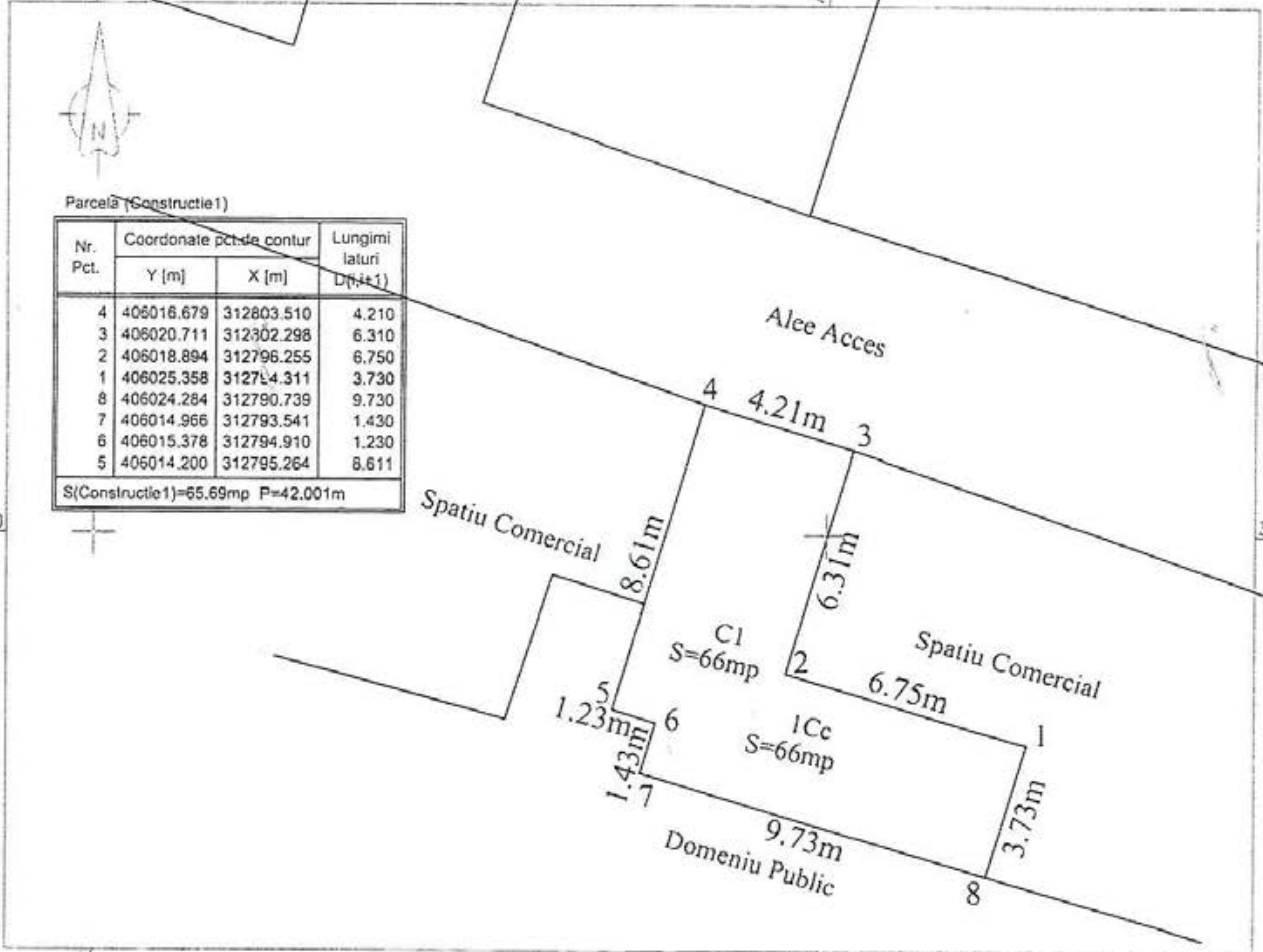 N
Parcela (Constructie1)
Nr. Pct. Coordonate pct.de contur Lungimi laturi D(i,i+1)
Y [m] X [m]
4 406016.679 312803.510 4.210
3 406020.711 312802.298 6.310
2 406018.894 312796.255 6.750
1 406025.358 312794.311 3.730
8 406024.284 312790.739 9.730
7 406014.966 312793.541 1.430
6 406015.378 312794.910 1.230
5 406014.200 312795.264 8.611
S(Constructie1)=65.69mp P=42.001m
Alee Acces
4
4.21m
3
Spatiu Comercial
8.61m
6.31m
C1
S=66mp
2
Spatiu Comercial
6.75m
5
1.23m
6
1Cc
S=66mp
1
1.43m
7
3.73m
9.73m
Domeniu Public
8